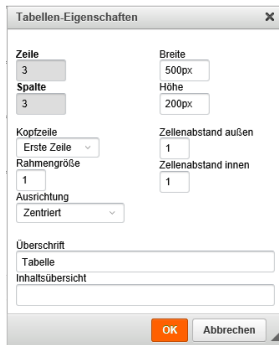 Tabellen-Eigenschaften
Zeile
3
Spalte
3
Breite
500px
Höhe
200px
Kopfzeile
Erste Zeile
Rahmengröße
1
Ausrichtung
Zentriert
Zellenabstand außen
1
Zellenabstand innen
1
Überschrift
Tabelle
Inhaltsübersicht
OK Abbrechen